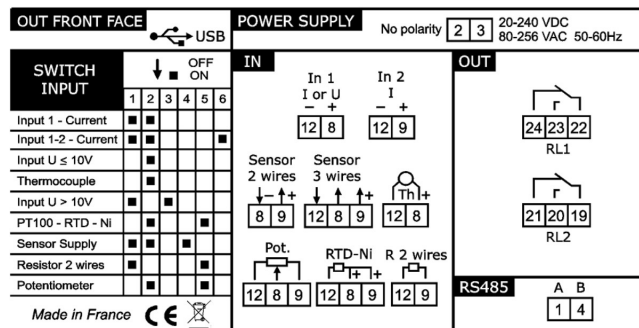 OUT FRONT FACE
USB
SWITCH INPUT
OFF
ON
1 2 3 4 5 6
Input 1 - Current
Input 1-2 - Current
Input U ≤ 10V
Thermocouple
Input U > 10V
PT100 - RTD - Ni
Sensor Supply
Resistor 2 wires
Potentiometer
Made in France CE
POWER SUPPLY
No polarity 2 3 20-240 VDC
80-256 VAC 50-60Hz
IN
In 1 In 2
I or U I
- + - +
12 8 12 9
Sensor Sensor
2 wires 3 wires
- + + Th +
8 9 12 8 9 12 8
Pot. RTD-Ni R 2 wires
+ +
12 8 9 12 8 9 12 9
OUT
24 23 22
RL1
21 20 19
RL2
RS485
A B
1 4